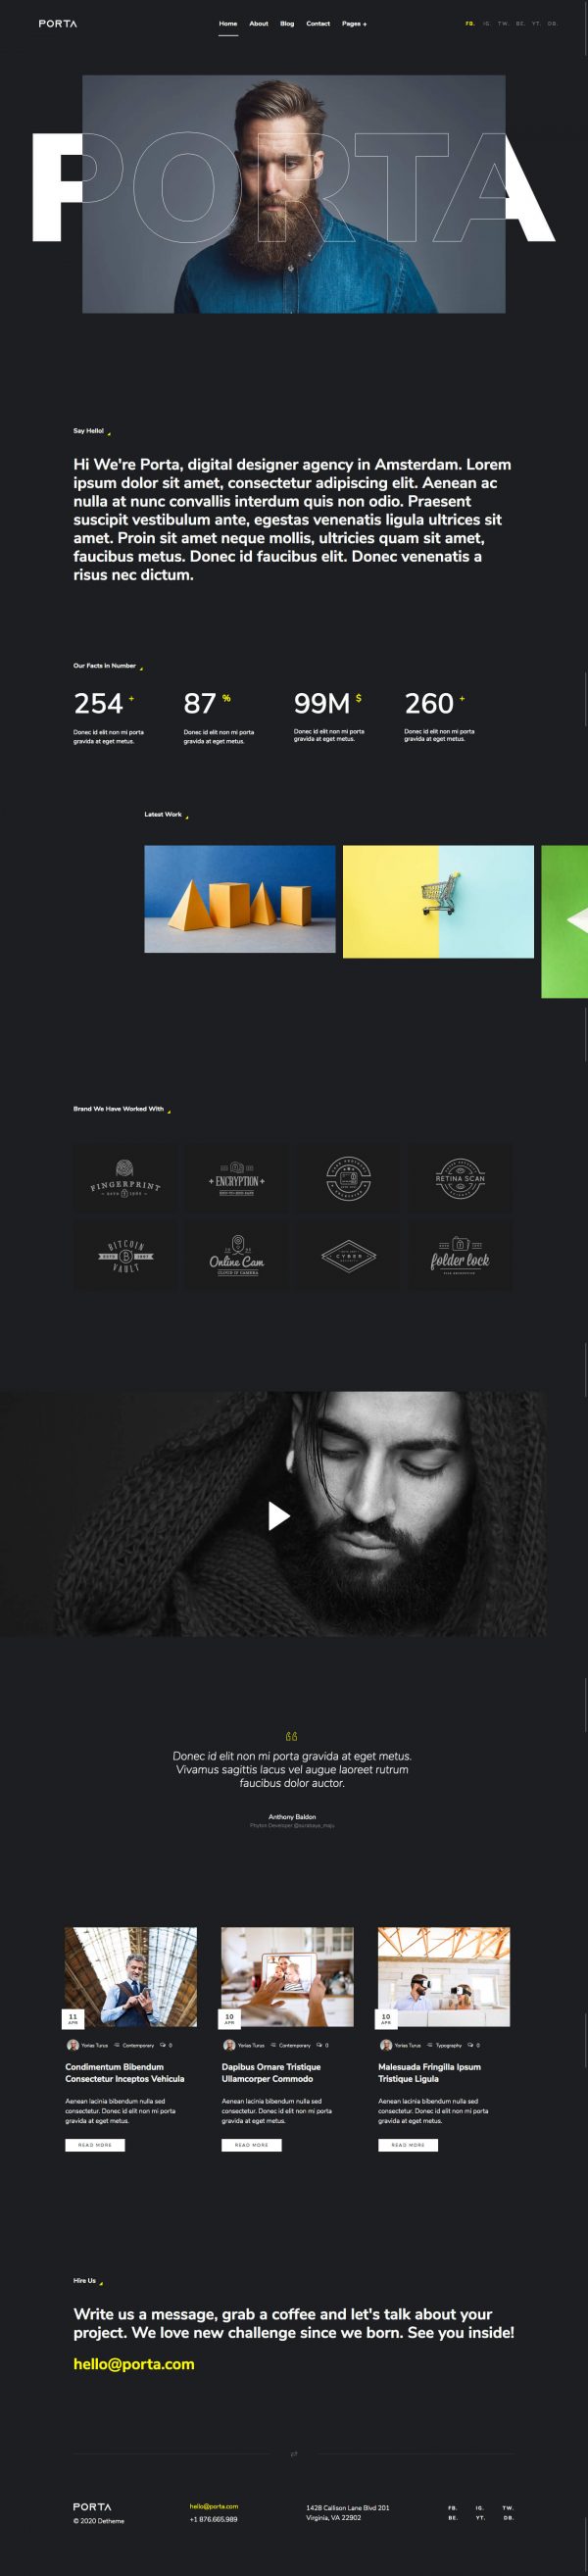 PORTA
Home About Blog Contact Pages +
FB. IG. TW. BE. YT. DB.
PORTA
Say Hello!
Hi We're Porta, digital designer agency in Amsterdam. Lorem
ipsum dolor sit amet, consectetur adipiscing elit. Aenean ac
nulla at nunc convallis interdum quis non odio. Praesent
suscipit vestibulum ante, egestas venenatis ligula ultrices sit
amet. Proin sit amet neque mollis, ultricies quam sit amet,
faucibus metus. Donec id faucibus elit. Donec venenatis a
risus nec dictum.
Our Facts in Number
254 +
Donec id elit non mi porta
gravida at eget metus.
87 %
Donec id elit non mi porta
gravida at eget metus.
99M $
Donec id elit non mi porta
gravida at eget metus.
260 +
Donec id elit non mi porta
gravida at eget metus.
Latest Work
Brand We Have Worked With
FINGERPRINT
ENCRYPTION
RETINA SCAN
BITCOIN
B
VAULT
Online Cam
CYBER
folder lock
Donec id elit non mi porta gravida at eget metus.
Vivamus sagittis lacus vel augue laoreet rutrum
faucibus dolor auctor.
Anthony Baldon
11
APR
Contemporary 0
Condimentum Bibendum
Consectetur Inceptos Vehicula
Aenean lacinia bibendum nulla sed
consectetur. Donec id elit non mi porta
gravida at eget metus.
READ MORE
10
APR
Contemporary 0
Dapibus Ornare Tristique
Ullamcorper Commodo
Aenean lacinia bibendum nulla sed
consectetur. Donec id elit non mi porta
gravida at eget metus.
READ MORE
10
APR
Typography 0
Malesuada Fringilla Ipsum
Tristique Ligula
Aenean lacinia bibendum nulla sed
consectetur. Donec id elit non mi porta
gravida at eget metus.
READ MORE
Hire Us
Write us a message, grab a coffee and let's talk about your
project. We love new challenge since we born. See you inside!
hello@porta.com
PORTA
© 2020 Detheme
hello@porta.com
+1 876.665.989
1428 Callison Lane Blvd 201
Virginia, VA 22902
FB. IG. TW.
BE. YT. DB.